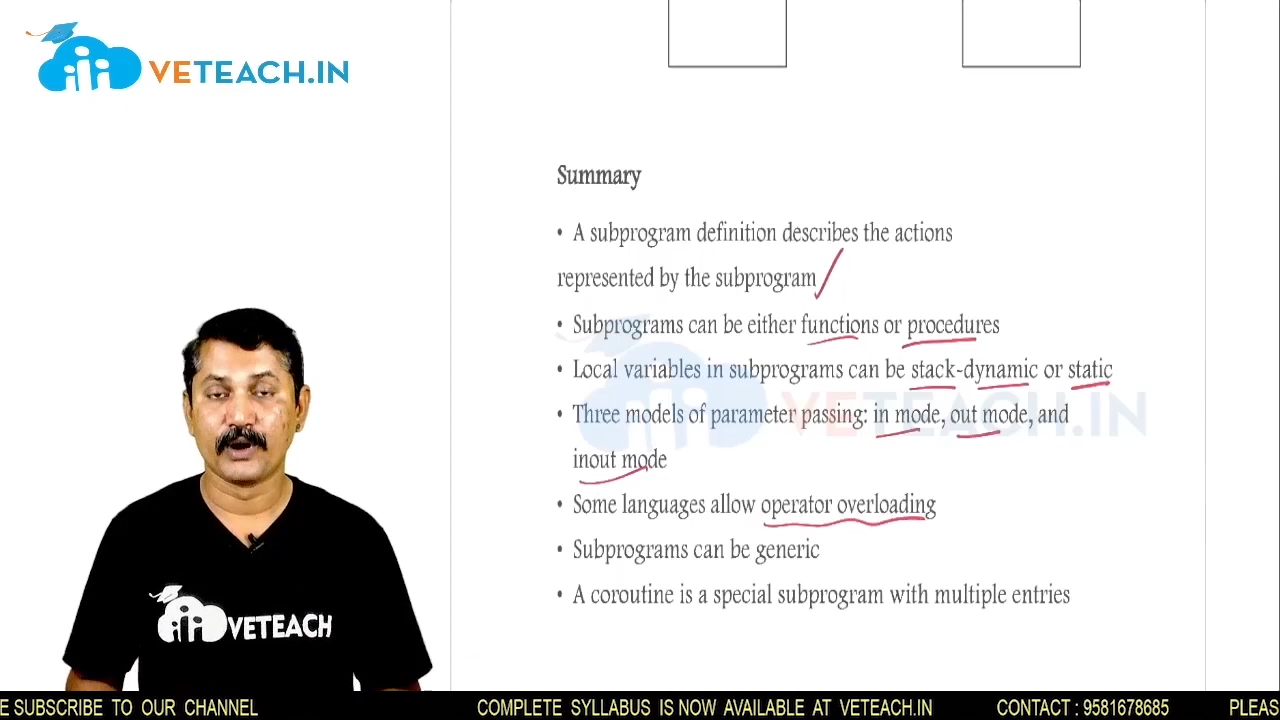 VETEACH.IN
Summary
• A subprogram definition describes the actions
represented by the subprogram
• Subprograms can be either functions or procedures
• Local variables in subprograms can be stack-dynamic or static
• Three models of parameter passing: in mode, out mode, and
inout mode
• Some languages allow operator overloading
• Subprograms can be generic
• A coroutine is a special subprogram with multiple entries
VETEACH.IN
VETEACH
E SUBSCRIBE TO OUR CHANNEL COMPLETE SYLLABUS IS NOW AVAILABLE AT VETEACH.IN CONTACT : 9581678685 PLEAS